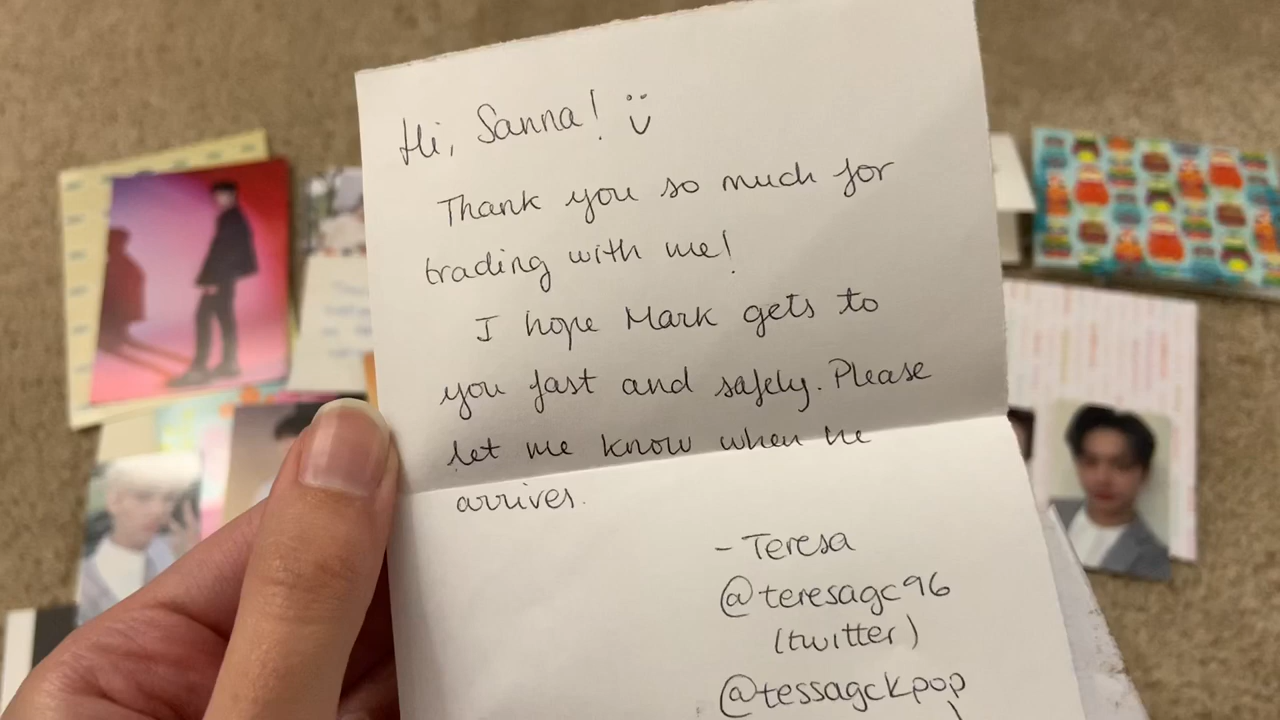 Hi, Sanna! :)
Thank you so much for
trading with me!
I hope Mark gets to
you fast and safely. Please
let me know when he
arrives.
- Teresa
@teresagc96
(twitter)
@tessagckpop